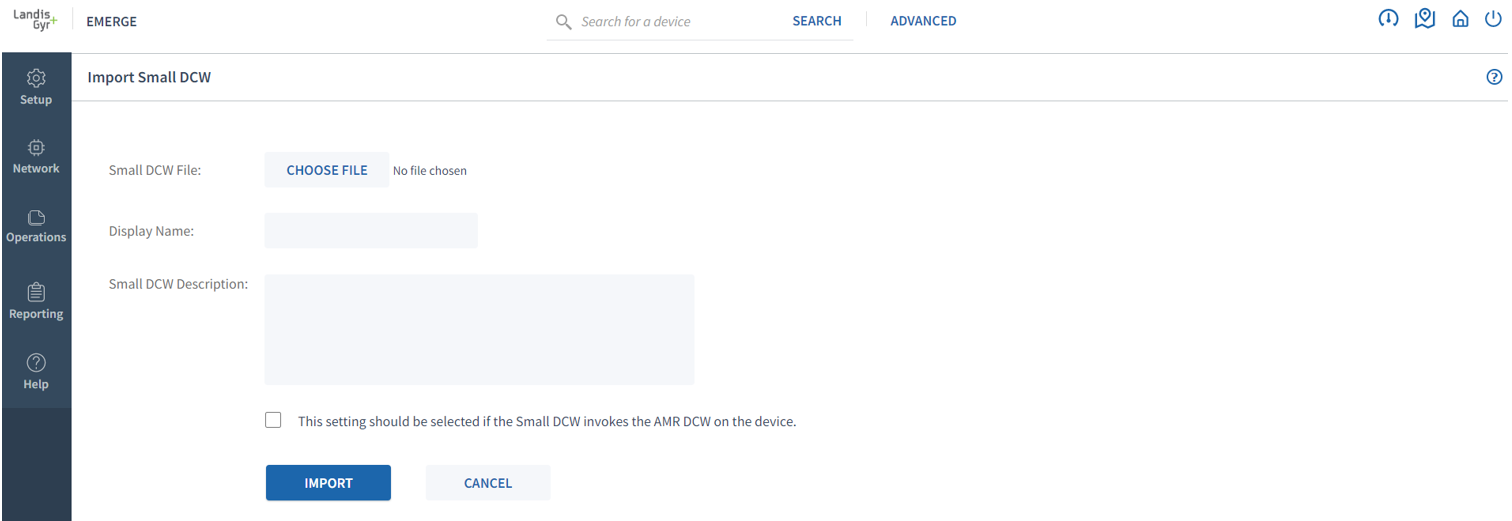 Landis
Gyr+
EMERGE
Search for a device
SEARCH
ADVANCED
Setup
Network
Operations
Reporting
Help
Import Small DCW
?
Small DCW File:
CHOOSE FILE
No file chosen
Display Name:
Small DCW Description:
This setting should be selected if the Small DCW invokes the AMR DCW on the device.
IMPORT
CANCEL